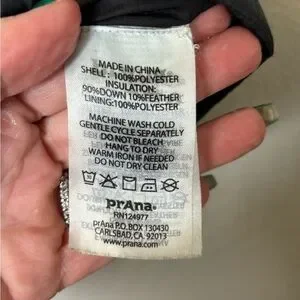 MADE IN CHINA
SHELL: 100%POLYESTER
INSULATION:
90%DOWN 10%FEATHER
LINING:100%POLYESTER
MACHINE WASH COLD
GENTLE CYCLE SEPARATELY
DO NOT BLEACH
HANG TO DRY
WARM IRON IF NEEDED
DO NOT DRY CLEAN
prAna.
RN124977
prAna P.O. BOX 130430
CARLSBAD, CA 92013
www.prana.com